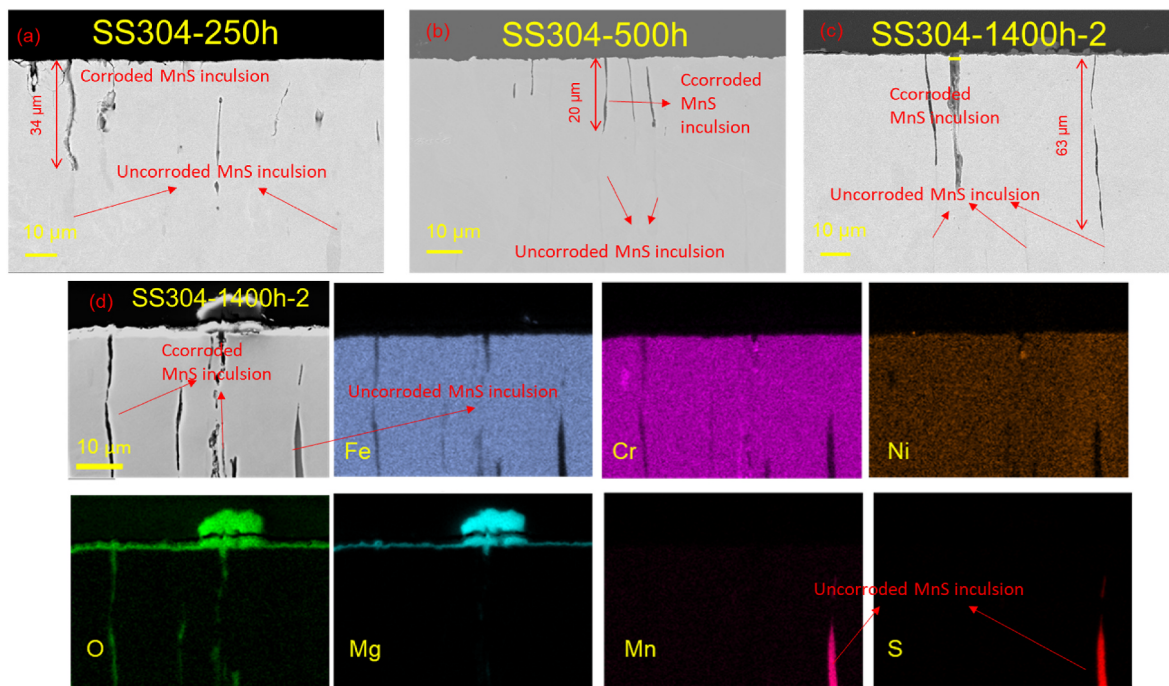 (a) SS304-250h
Corroded MnS inculsion
34 µm
Uncorroded MnS inculsion
10 µm
(b) SS304-500h
20 µm
Ccorroded
MnS
inculsion
10 µm
Uncorroded MnS inculsion
(c) SS304-1400h-2
Ccorroded
MnS inculsion
63 µm
Uncorroded MnS inculsion
10 µm
(d) SS304-1400h-2
Ccorroded
MnS inculsion
10 µm
Uncorroded MnS inculsion
Fe
Cr
Ni
O
Mg
Mn
Uncorroded MnS inculsion
S